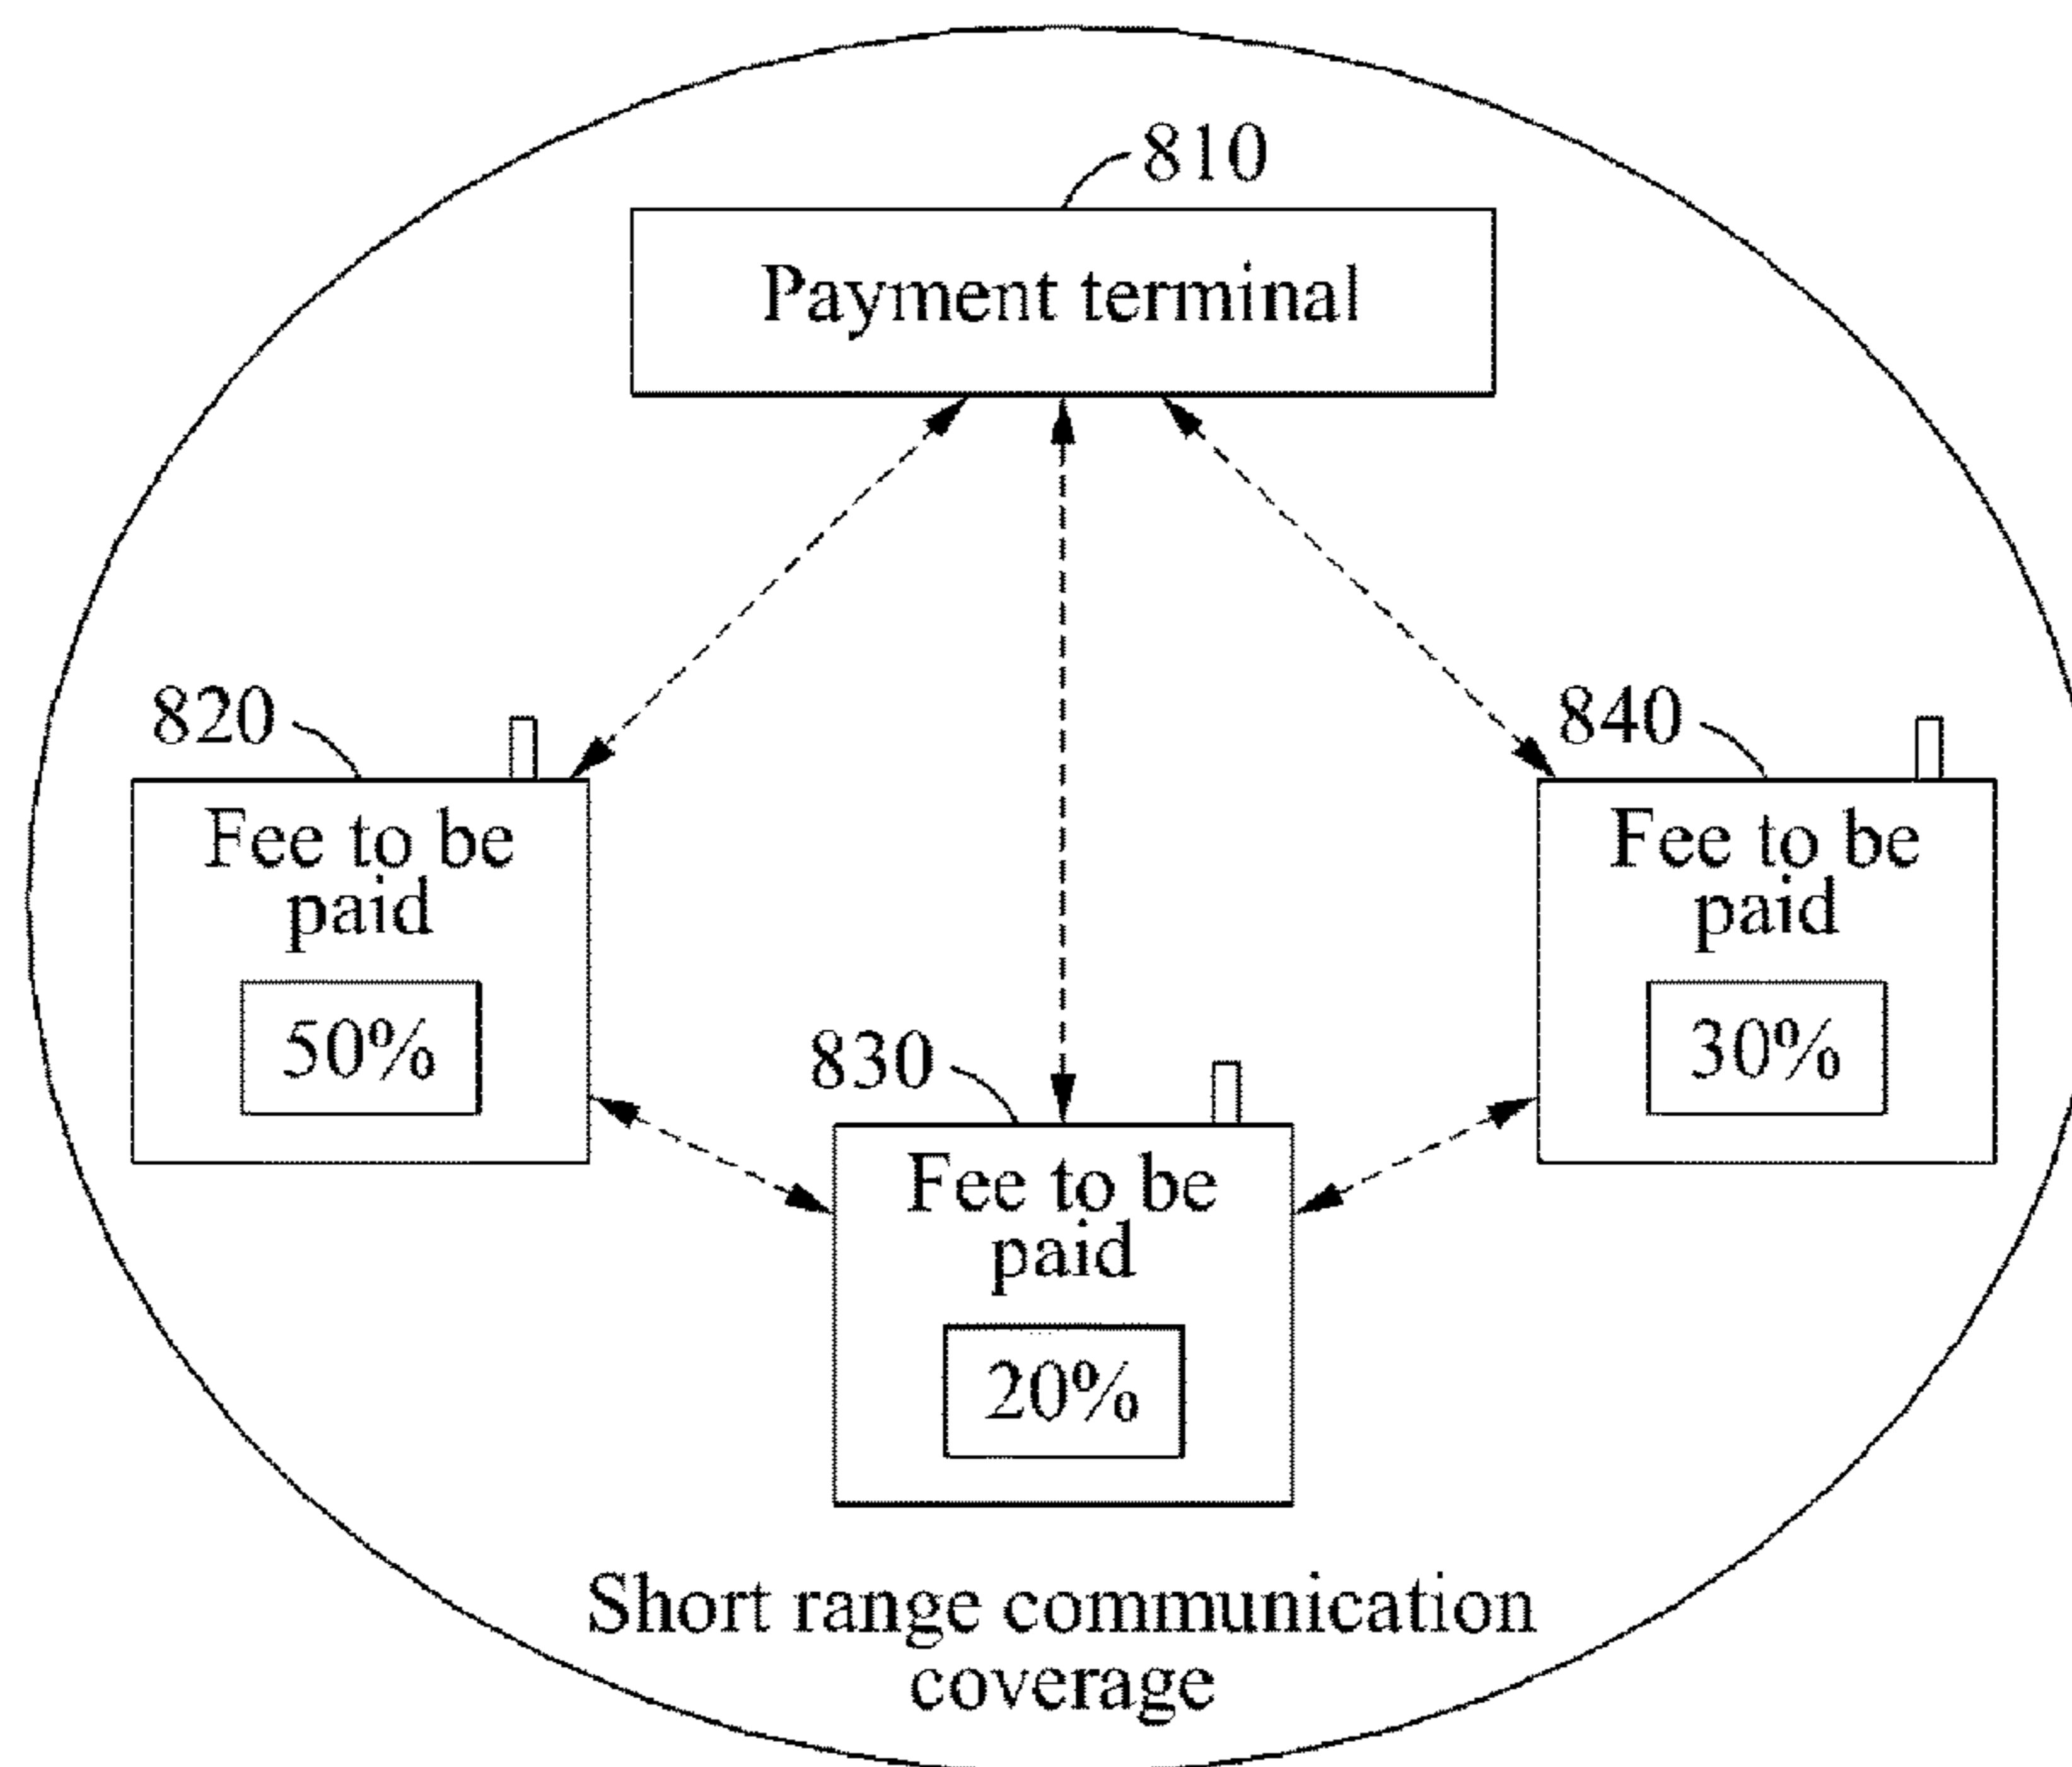 810
Payment terminal
820
840
Fee to be
paid
50%
Fee to be
paid
30%
830
Fee to be
paid
20%
Short range communication
coverage